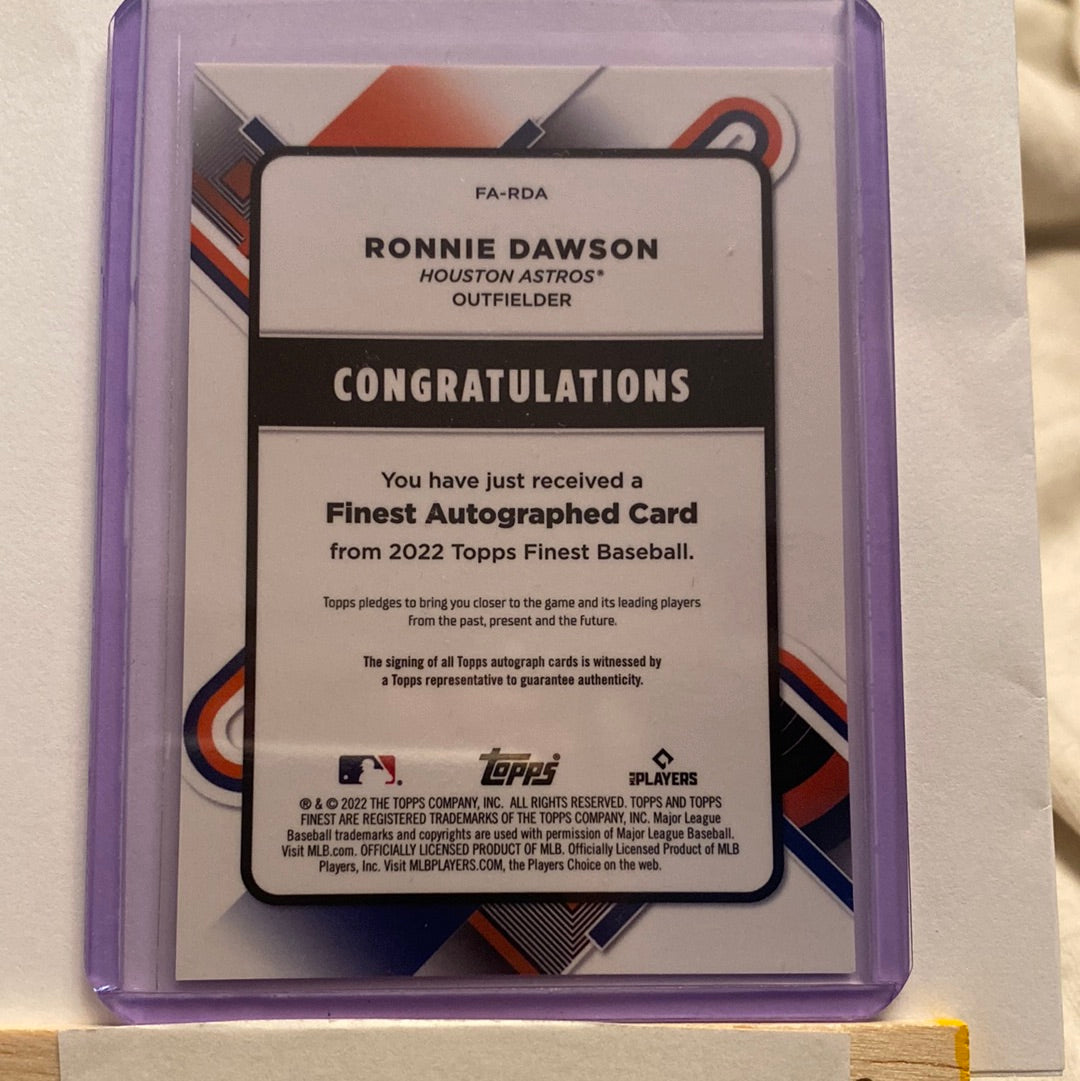 FA-RDA
RONNIE DAWSON
HOUSTON ASTROS®
OUTFIELDER
CONGRATULATIONS
You have just received a
Finest Autographed Card
from 2022 Topps Finest Baseball.
Topps pledges to bring you closer to the game and its leading players
from the past, present and the future.
The signing of all Topps autograph cards is witnessed by
a Topps representative to guarantee authenticity.
Topps® MLB PLAYERS
® & © 2022 THE TOPPS COMPANY, INC. ALL RIGHTS RESERVED. TOPPS AND TOPPS
FINEST ARE REGISTERED TRADEMARKS OF THE TOPPS COMPANY, INC. Major League
Baseball trademarks and copyrights are used with permission of Major League Baseball.
Visit MLB.com. OFFICIALLY LICENSED PRODUCT OF MLB. Officially Licensed Product of MLB
Players, Inc. Visit MLBPLAYERS.COM, the Players Choice on the web.